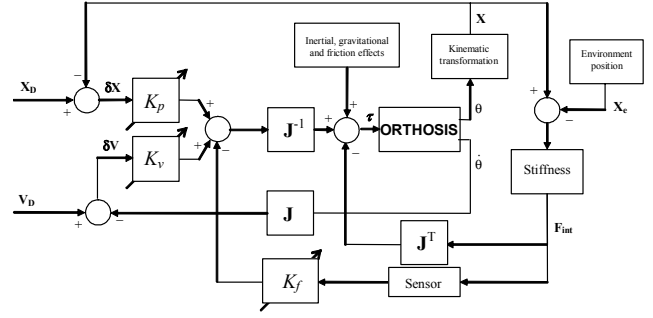 X
Inertial, gravitational
and friction effects
Kinematic
transformation
Environment
position
−
δX
+
X_D
+
K_p
+
+
−
J⁻¹
+
+
−
τ
ORTHOSIS
θ
θ̇
+
−
X_e
δV
K_v
Stiffness
V_D
+
−
J
F_int
J^T
K_f
Sensor